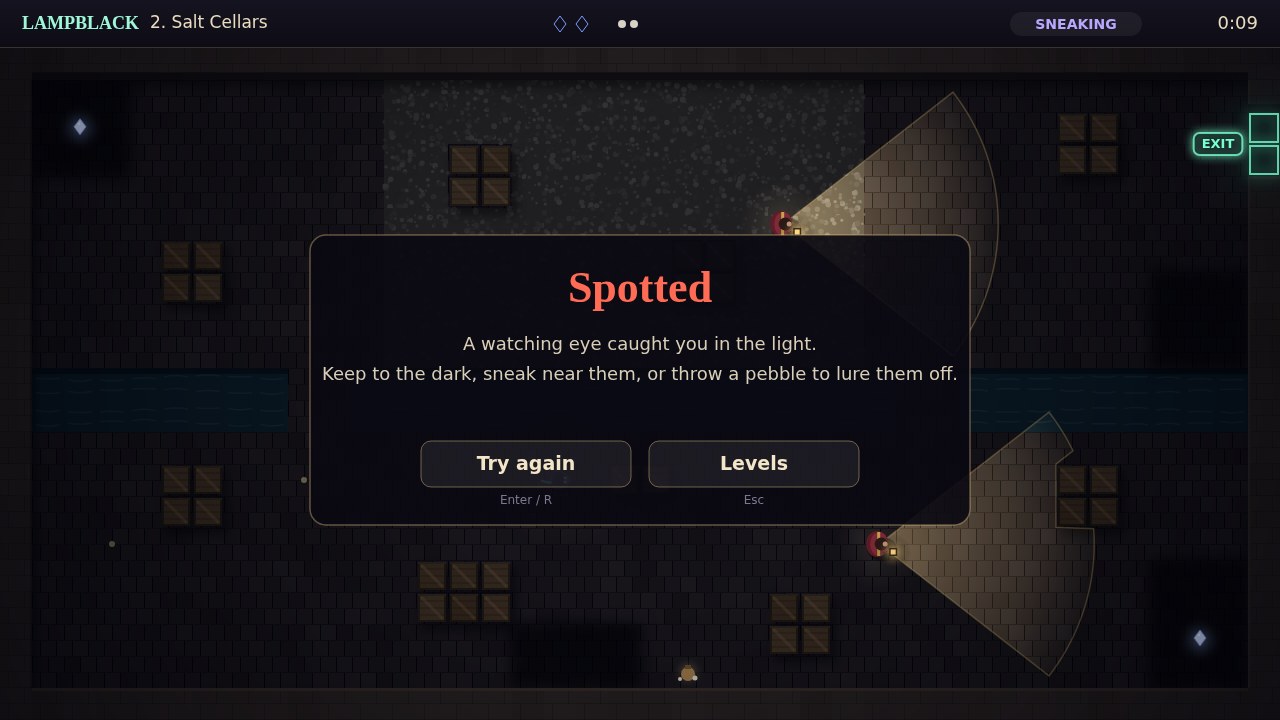 LAMPBLACK 2. Salt Cellars SNEAKING 0:09
EXIT
Spotted
A watching eye caught you in the light.
Keep to the dark, sneak near them, or throw a pebble to lure them off.
Try again Levels
Enter / R Esc